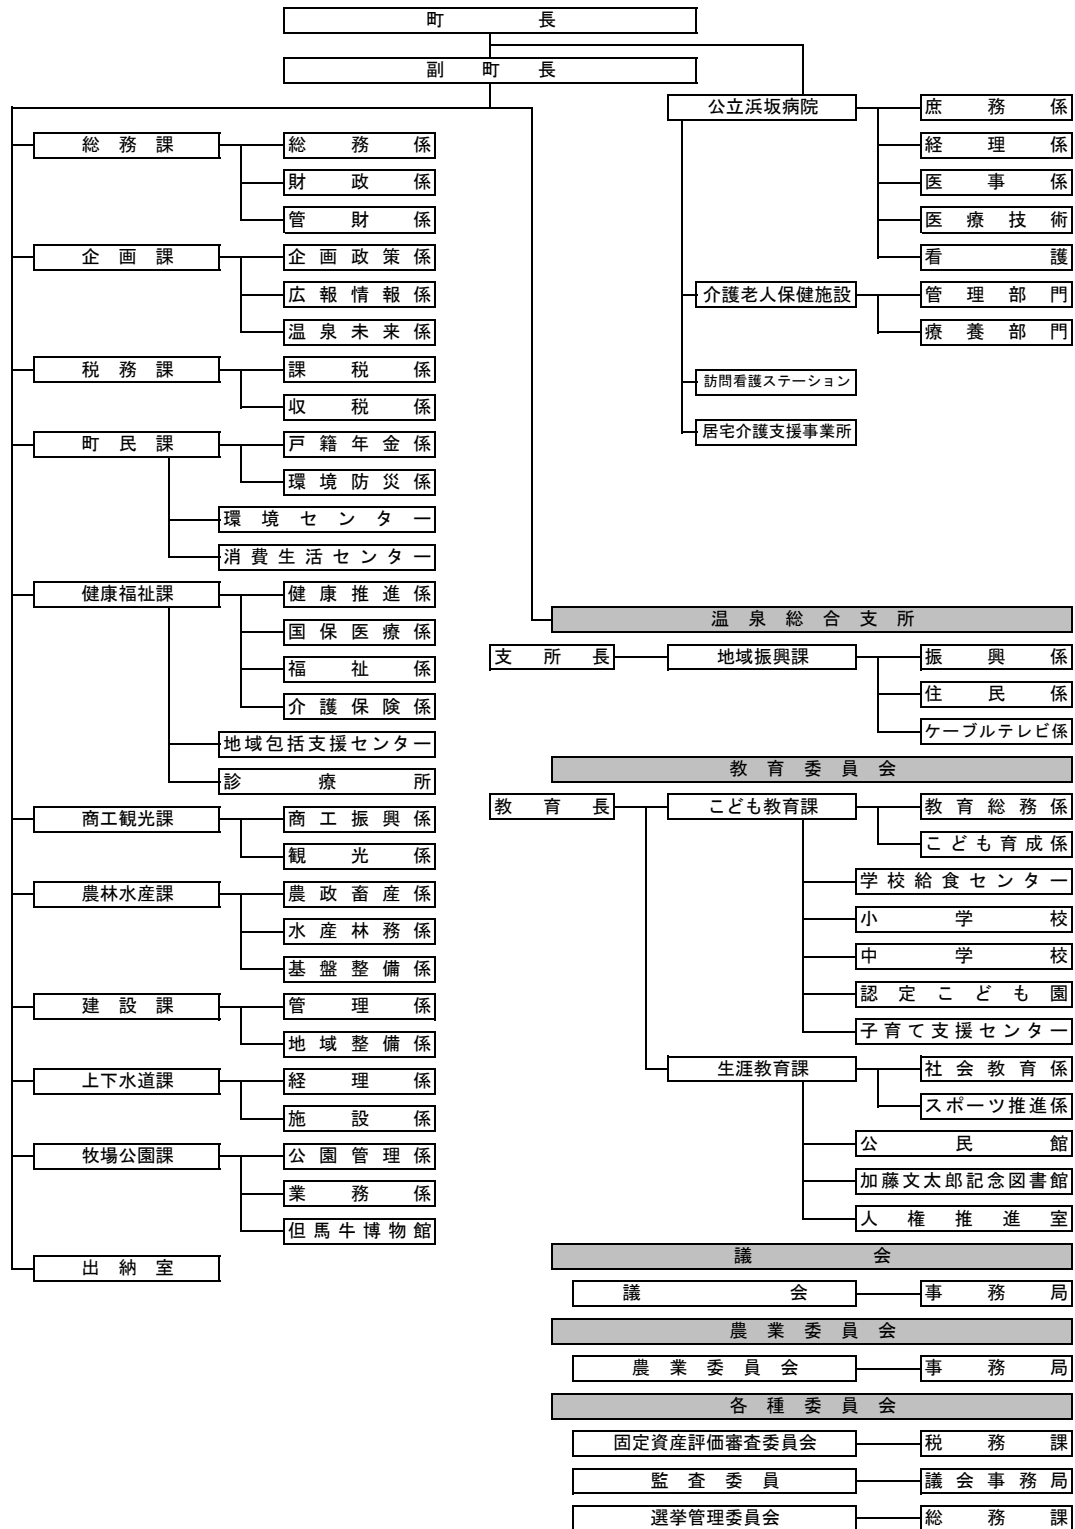 町長
副町長
総務課
総務係
財政係
管財係
企画課
企画政策係
広報情報係
温泉未来係
税務課
課税係
収税係
町民課
戸籍年金係
環境防災係
環境センター
消費生活センター
健康福祉課
健康推進係
国保医療係
福祉係
介護保険係
地域包括支援センター
診療所
商工観光課
商工振興係
観光係
農林水産課
農政畜産係
水産林務係
基盤整備係
建設課
管理係
地域整備係
上下水道課
経理係
施設係
牧場公園課
公園管理係
業務係
但馬牛博物館
出納室
公立浜坂病院
庶務係
経理係
医事係
医療技術
看護
介護老人保健施設
管理部門
療養部門
訪問看護ステーション
居宅介護支援事業所
温泉総合支所
支所長
地域振興課
振興係
住民係
ケーブルテレビ係
教育委員会
教育長
こども教育課
教育総務係
こども育成係
学校給食センター
小学校
中学校
認定こども園
子育て支援センター
生涯教育課
社会教育係
スポーツ推進係
公民館
加藤文太郎記念図書館
人権推進室
議会
議会
事務局
農業委員会
農業委員会
事務局
各種委員会
固定資産評価審査委員会
税務課
監査委員
議会事務局
選挙管理委員会
総務課